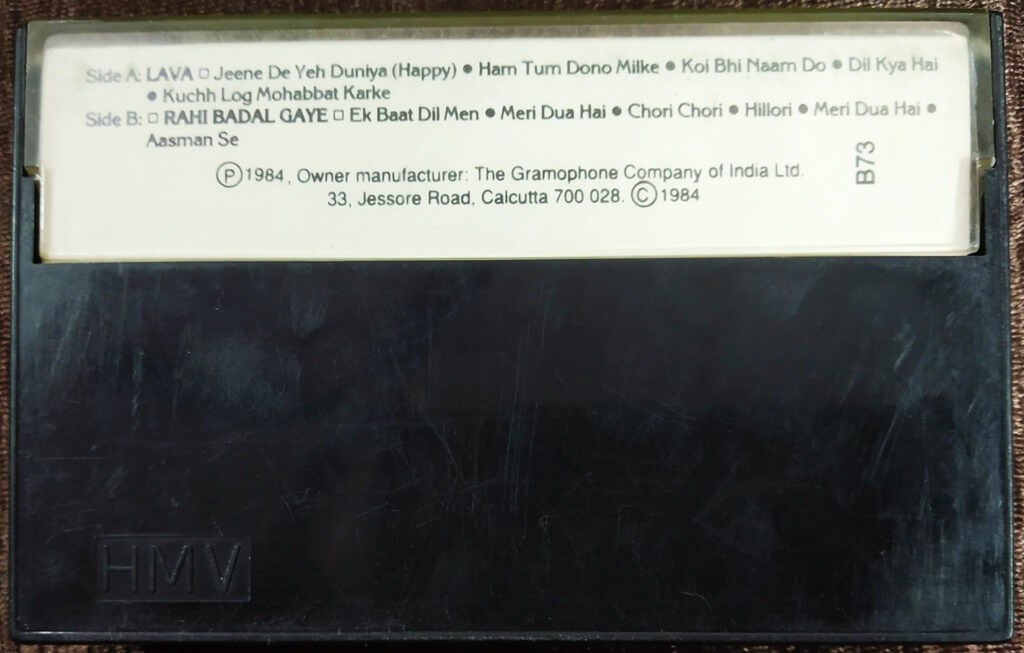 Side A: LAVA □ Jeene De Yeh Duniya (Happy) ● Ham Tum Dono Milke ● Koi Bhi Naam Do ● Dil Kya Hai
● Kuchh Log Mohabbat Karke
Side B: □ RAHI BADAL GAYE □ Ek Baat Dil Men ● Meri Dua Hai ● Chori Chori ● Hillori ● Meri Dua Hai ●
Aasman Se
Ⓟ 1984, Owner manufacturer: The Gramophone Company of India Ltd.
33, Jessore Road, Calcutta 700 028. Ⓒ 1984
B73
HMV